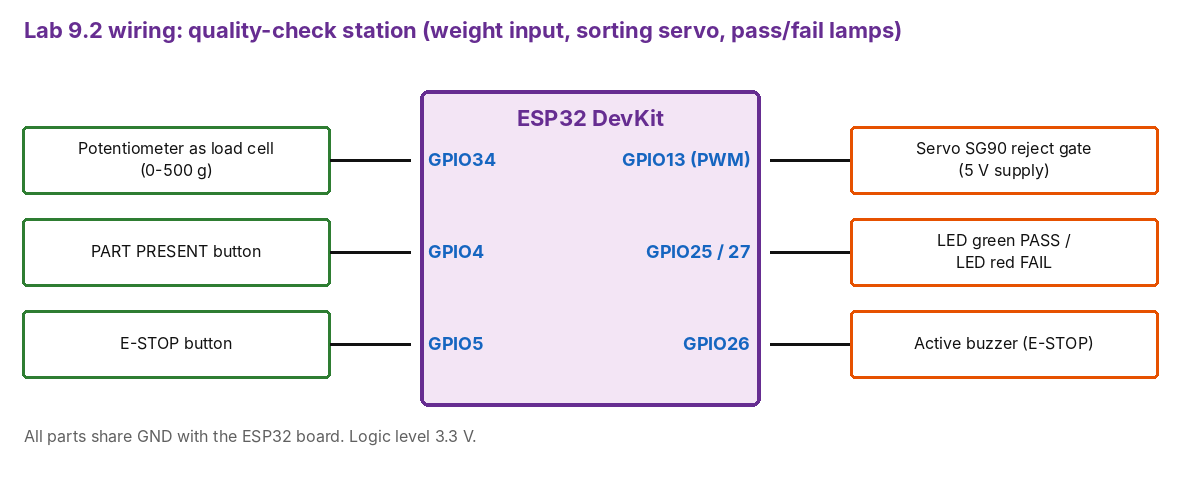 Lab 9.2 wiring: quality-check station (weight input, sorting servo, pass/fail lamps)
ESP32 DevKit
Potentiometer as load cell
(0-500 g)
GPIO34
GPIO13 (PWM)
Servo SG90 reject gate
(5 V supply)
PART PRESENT button
GPIO4
GPIO25 / 27
LED green PASS /
LED red FAIL
E-STOP button
GPIO5
GPIO26
Active buzzer (E-STOP)
All parts share GND with the ESP32 board. Logic level 3.3 V.